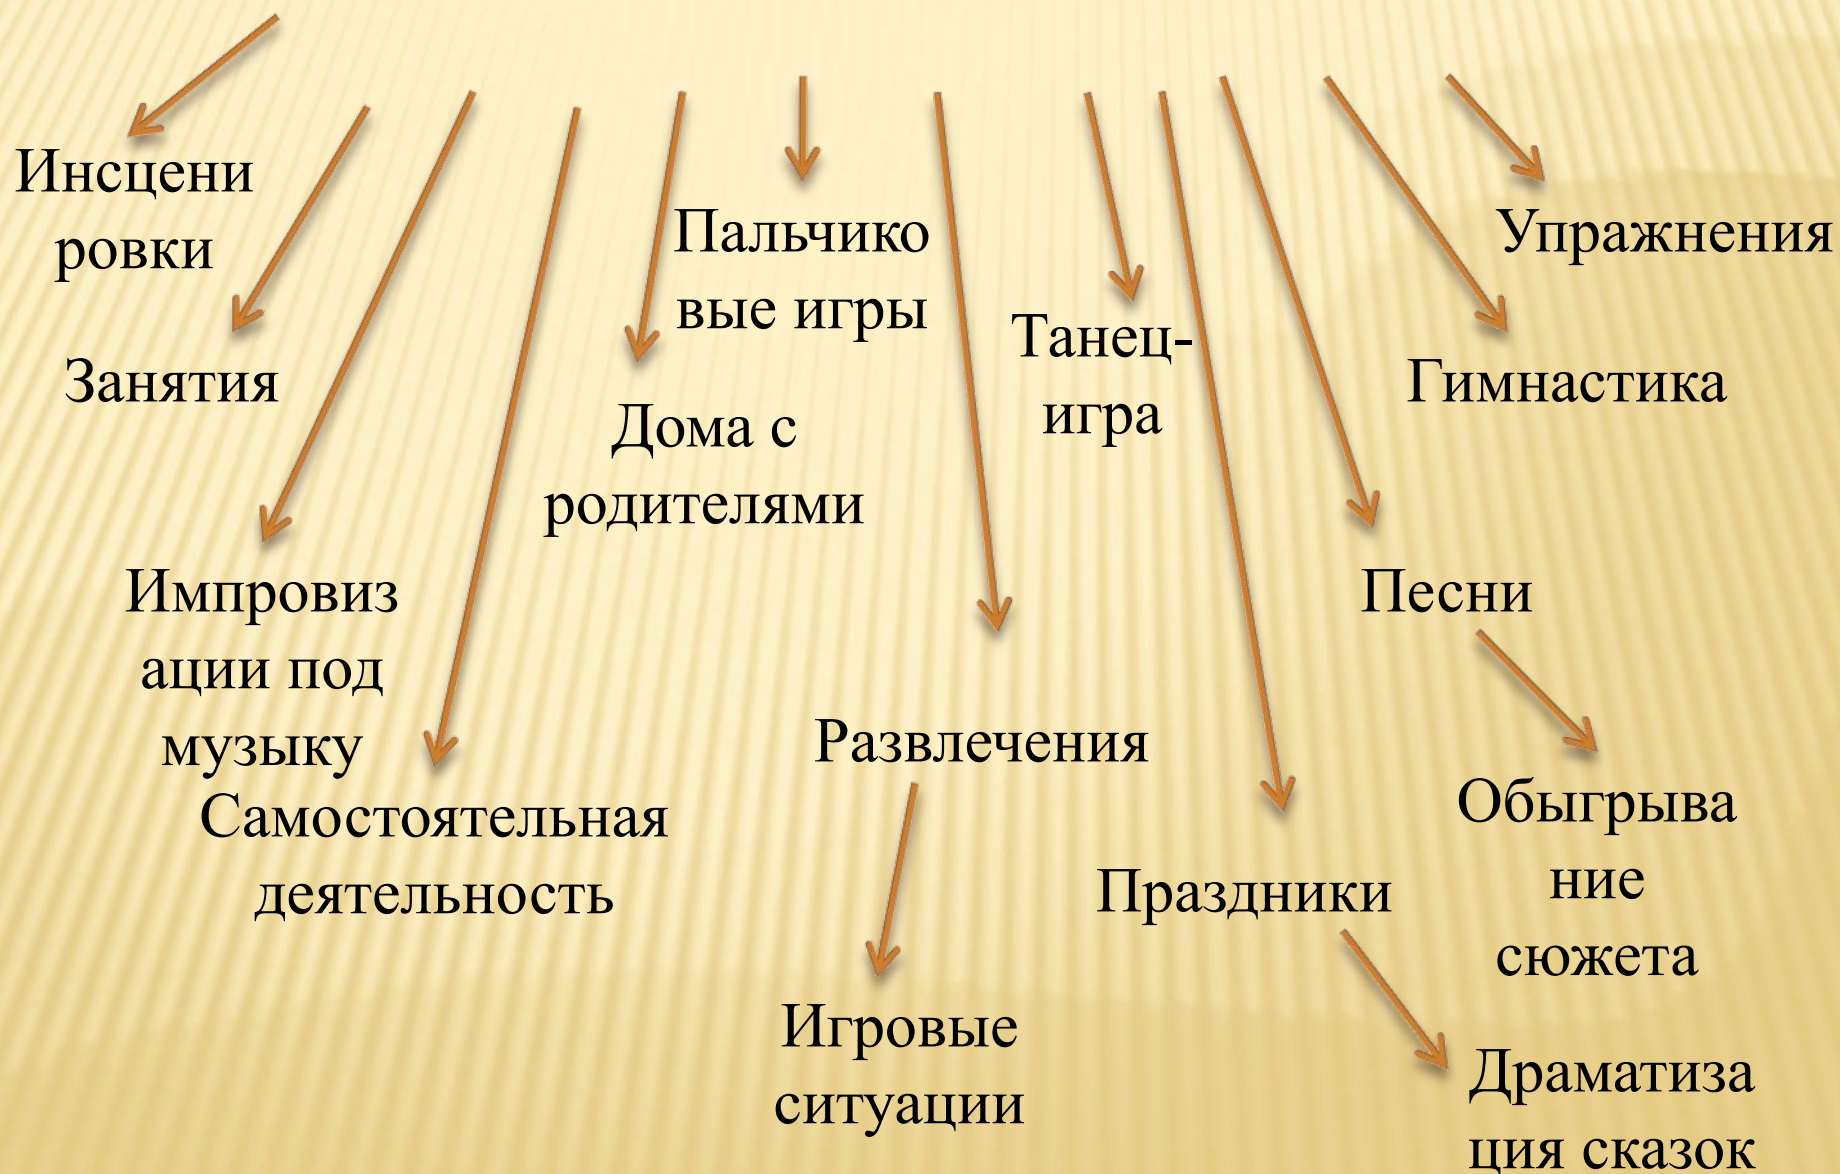 Инсцени
ровки
Занятия
Импровиз
ации под
музыку
Самостоятельная
деятельность
Дома с
родителями
Пальчико
вые игры
Развлечения
Игровые
ситуации
Танец-
игра
Праздники
Драматиза
ция сказок
Песни
Обыгрыва
ние
сюжета
Гимнастика
Упражнения